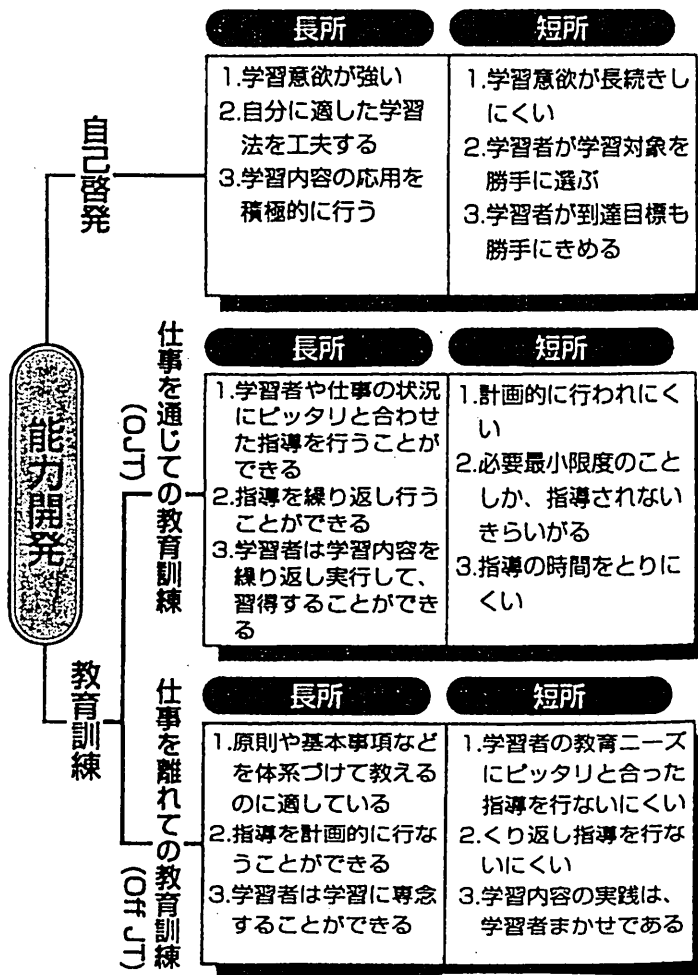 能力開発
自己啓発
長所
1.学習意欲が強い
2.自分に適した学習
法を工夫する
3.学習内容の応用を
積極的に行う
短所
1.学習意欲が長続きし
にくい
2.学習者が学習対象を
勝手に選ぶ
3.学習者が到達目標も
勝手にきめる
教育訓練
仕事を通じての教育訓練
(OJT)
長所
1.学習者や仕事の状況
にピッタリと合わせ
た指導を行うことが
できる
2.指導を繰り返し行う
ことができる
3.学習者は学習内容を
繰り返し実行して、
習得することができ
る
短所
1.計画的に行われにく
い
2.必要最小限度のこと
しか、指導されない
きらいがる
3.指導の時間をとりに
くい
仕事を離れての教育訓練
(Off JT)
長所
1.原則や基本事項など
を体系づけて教える
のに適している
2.指導を計画的に行な
うことができる
3.学習者は学習に専念
することができる
短所
1.学習者の教育ニーズ
にピッタリと合った
指導を行ないにくい
2.くり返し指導を行な
いにくい
3.学習内容の実践は、
学習者まかせである